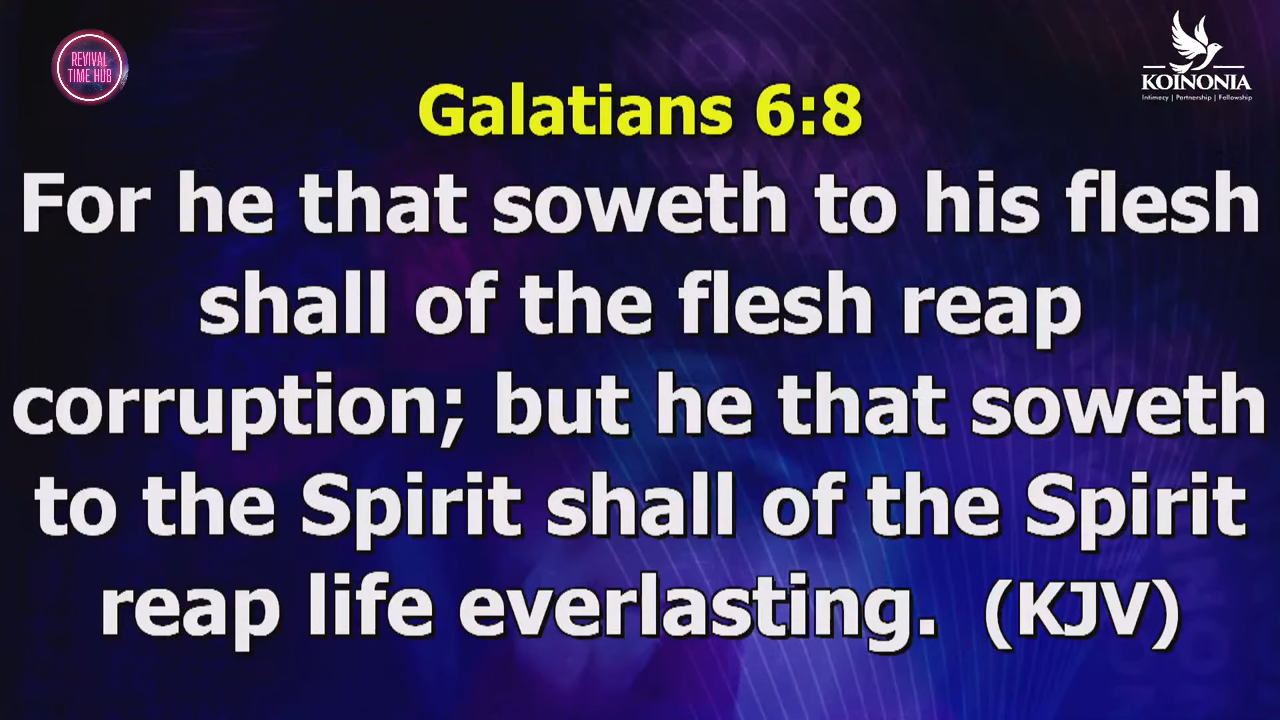 REVIVAL
TIME HUB
KOINONIA
Intimacy | Partnership | Fellowship
Galatians 6:8
For he that soweth to his flesh
shall of the flesh reap
corruption; but he that soweth
to the Spirit shall of the Spirit
reap life everlasting. (KJV)